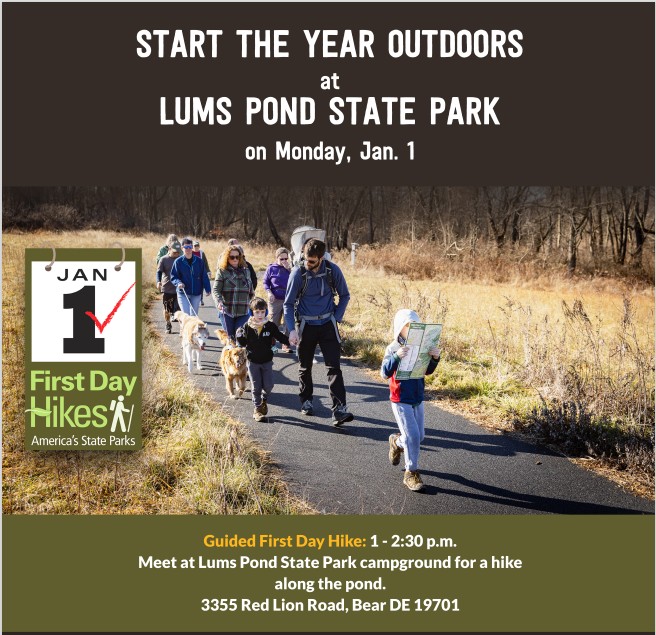 START THE YEAR OUTDOORS
at
LUMS POND STATE PARK
on Monday, Jan. 1
JAN
1
First Day
Hikes
America's State Parks
Guided First Day Hike: 1 - 2:30 p.m.
Meet at Lums Pond State Park campground for a hike
along the pond.
3355 Red Lion Road, Bear DE 19701